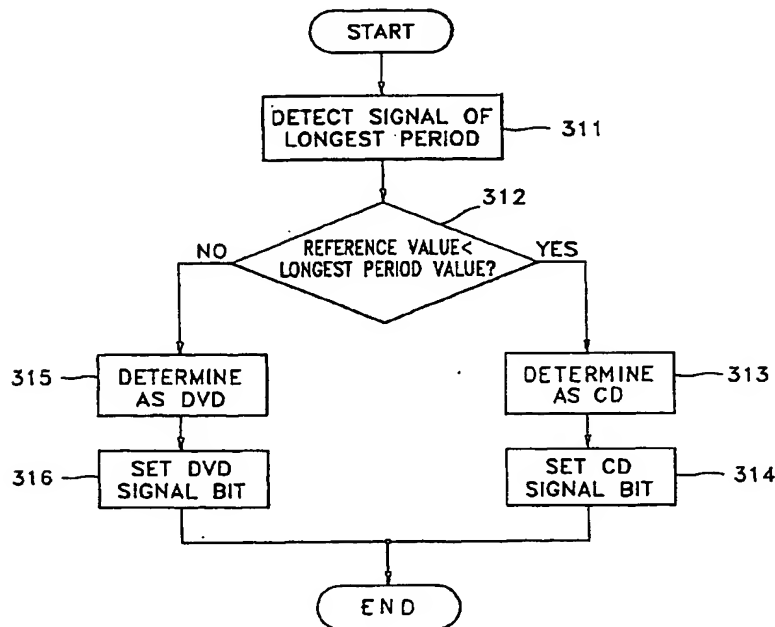 START
DETECT SIGNAL OF
LONGEST PERIOD
311
312
REFERENCE VALUE<
LONGEST PERIOD VALUE?
NO
YES
315
DETERMINE
AS DVD
DETERMINE
AS CD
313
316
SET DVD
SIGNAL BIT
SET CD
SIGNAL BIT
314
END